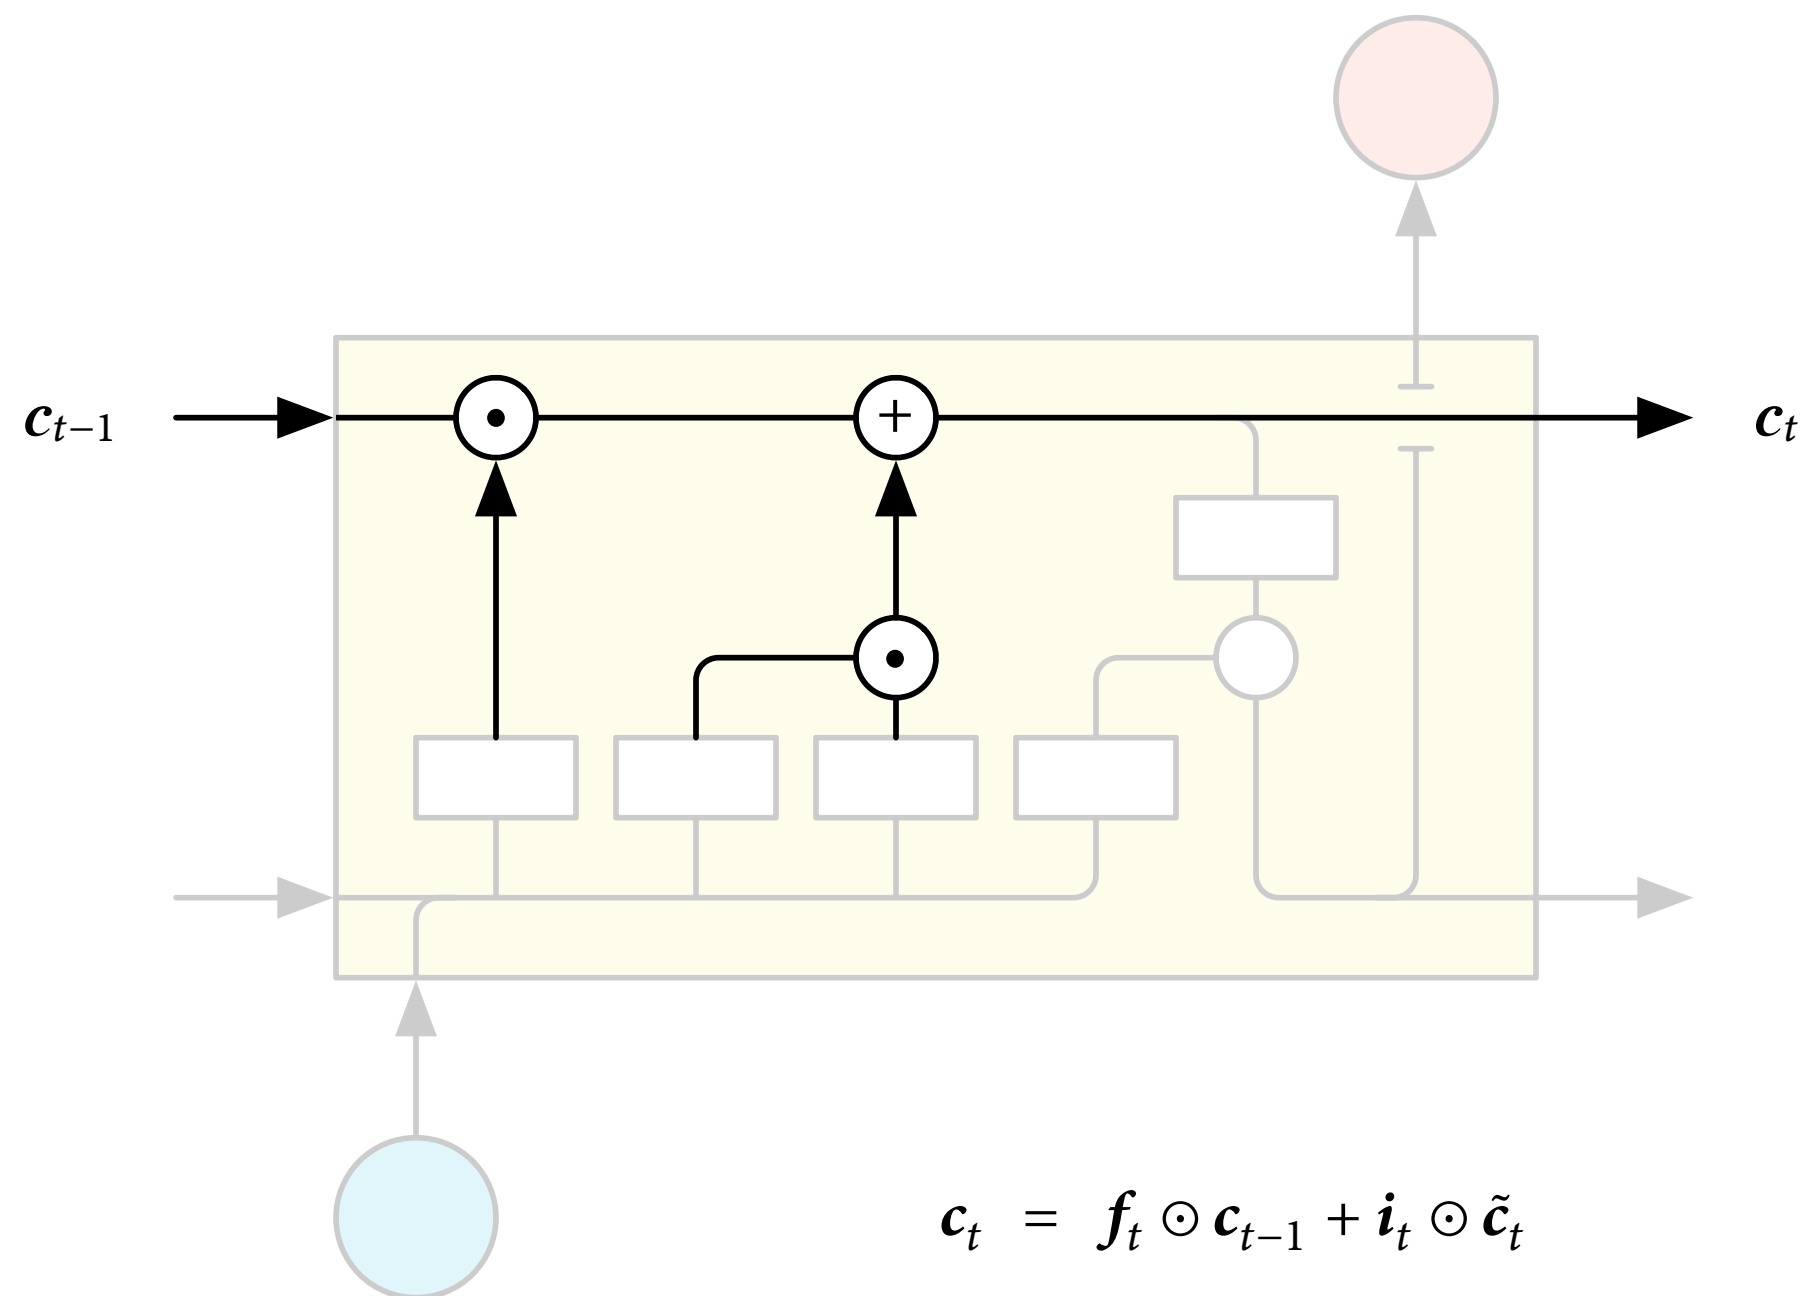 c_{t−1}
⊙ +
c_t
⊙
c_t = f_t ⊙ c_{t−1} + i_t ⊙ c̃_t